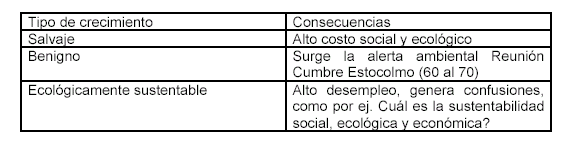 Tipo de crecimiento Consecuencias
Salvaje Alto costo social y ecológico
Benigno Surge la alerta ambiental Reunión
Cumbre Estocolmo (60 al 70)
Ecológicamente sustentable Alto desempleo, genera confusiones,
como por ej. Cuál es la sustentabilidad
social, ecológica y económica?